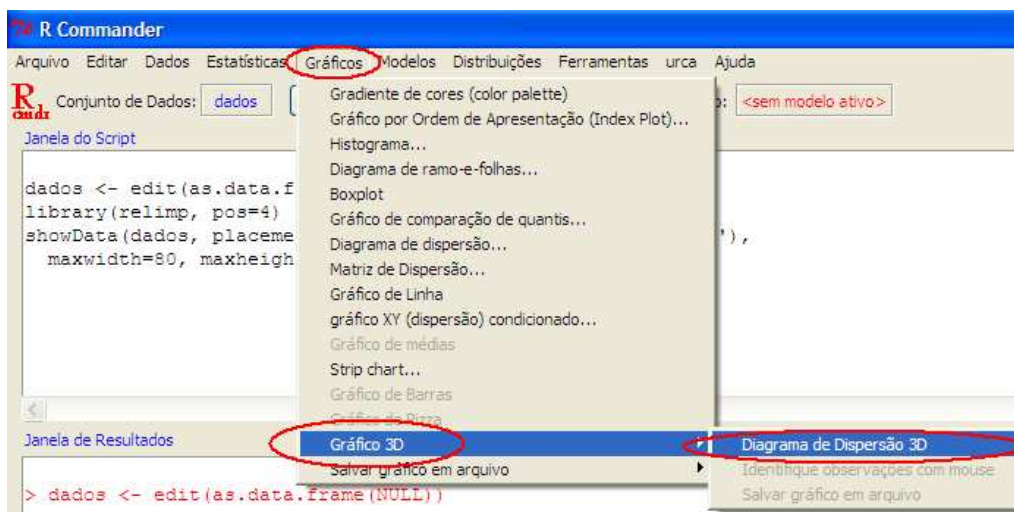 R Commander
Arquivo Editar Dados Estatísticas Gráficos Modelos Distribuições Ferramentas urca Ajuda
R
cmdr
Conjunto de Dados: dados
<sem modelo ativo>
Janela do Script
dados <- edit(as.data.f
library(relimp, pos=4)
showData(dados, placeme '),
maxwidth=80, maxheigh
Gradiente de cores (color palette)
Gráfico por Ordem de Apresentação (Index Plot)...
Histograma...
Diagrama de ramo-e-folhas...
Boxplot
Gráfico de comparação de quantis...
Diagrama de dispersão...
Matriz de Dispersão...
Gráfico de Linha
gráfico XY (dispersão) condicionado...
Gráfico de médias
Strip chart...
Gráfico de Barras
Gráfico de Pizza
Gráfico 3D
Salvar gráfico em arquivo
Diagrama de Dispersão 3D
Identifique observações com mouse
Salvar gráfico em arquivo
Janela de Resultados
> dados <- edit(as.data.frame(NULL))